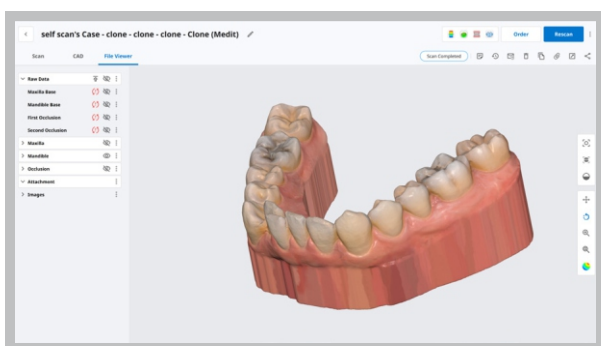 self scan's Case - clone - clone - clone - Clone (Medit)
Order
Rescan
Scan
CAD
File Viewer
Scan Completed
Raw Data
Maxilla Base
Mandible Base
First Occlusion
Second Occlusion
Maxilla
Mandible
Occlusion
Attachment
Images